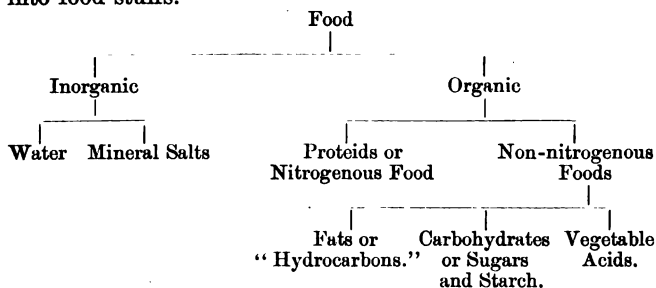 into food stuffs.
Food
Inorganic Organic
Water Mineral Salts Proteids or Non-nitrogenous
Nitrogenous Food Foods
Fats or Carbohydrates Vegetable
"Hydrocarbons." or Sugars Acids.
and Starch.